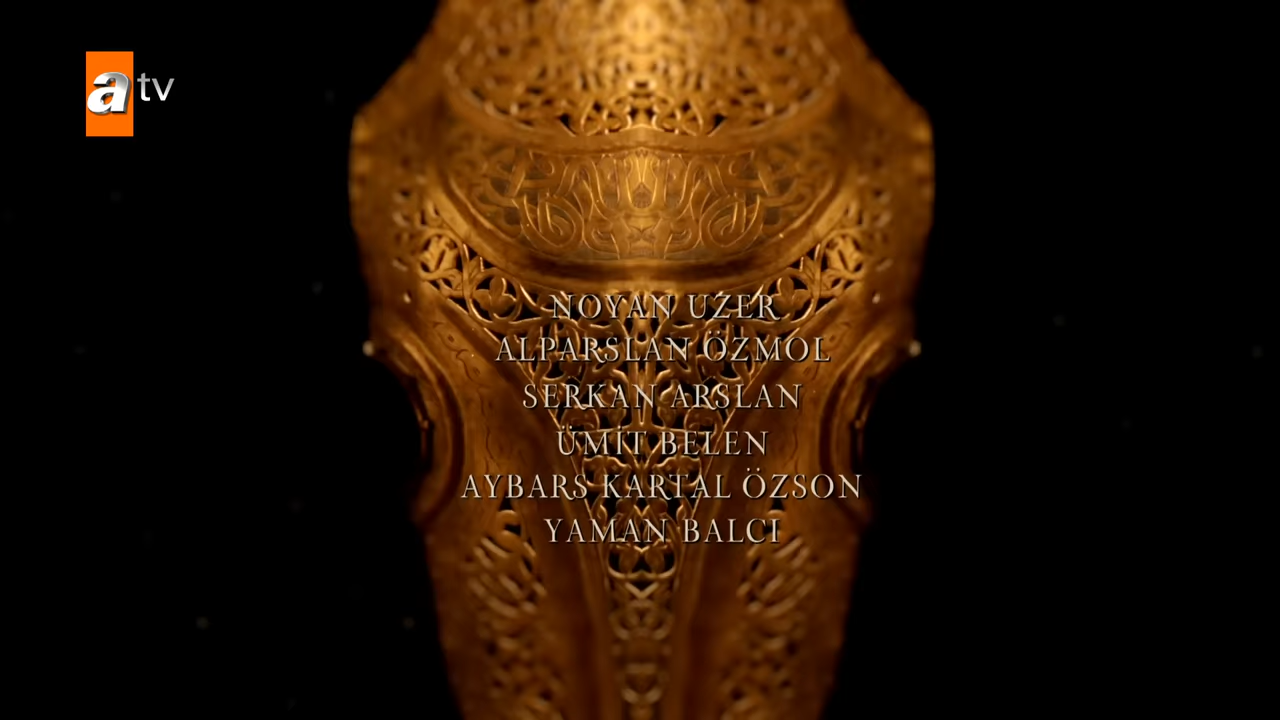 atv
NOYAN UZER
ALPARSLAN ÖZMOL
SERKAN ARSLAN
ÜMİT BELEN
AYBARS KARTAL ÖZSON
YAMAN BALCI